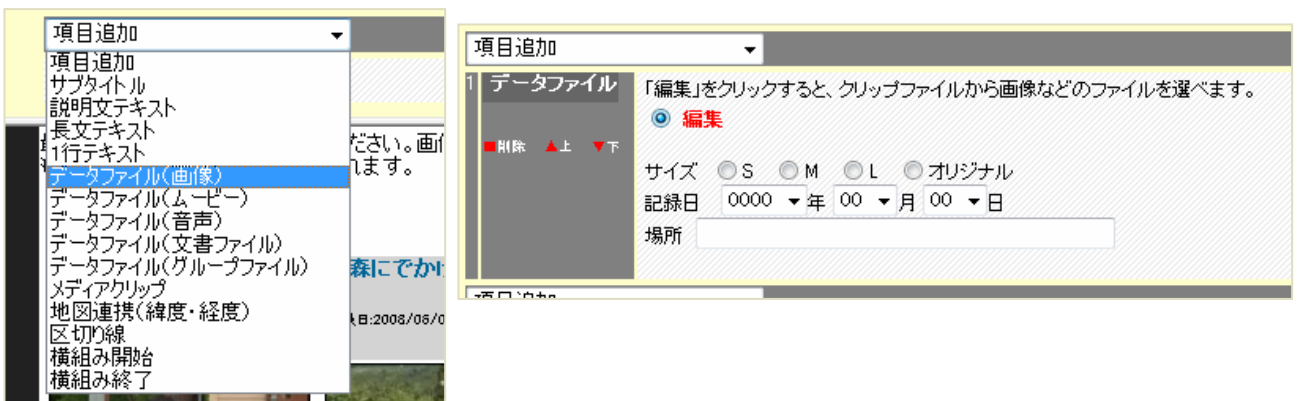 項目追加
項目追加
サブタイトル
説明文テキスト
長文テキスト
1行テキスト
データファイル(画像)
データファイル(ムービー)
データファイル(音声)
データファイル(文書ファイル)
データファイル(グループファイル)
メディアクリップ
地図連携(緯度・経度)
区切り線
横組み開始
横組み終了
ださい。画
ます。
森にでか
日:2008/06/0
項目追加
1 データファイル
■削除 ▲上 ▼下
「編集」をクリックすると、クリップファイルから画像などのファイルを選べます。
編集
サイズ S M L オリジナル
記録日 0000 年 00 月 00 日
場所
項目追加